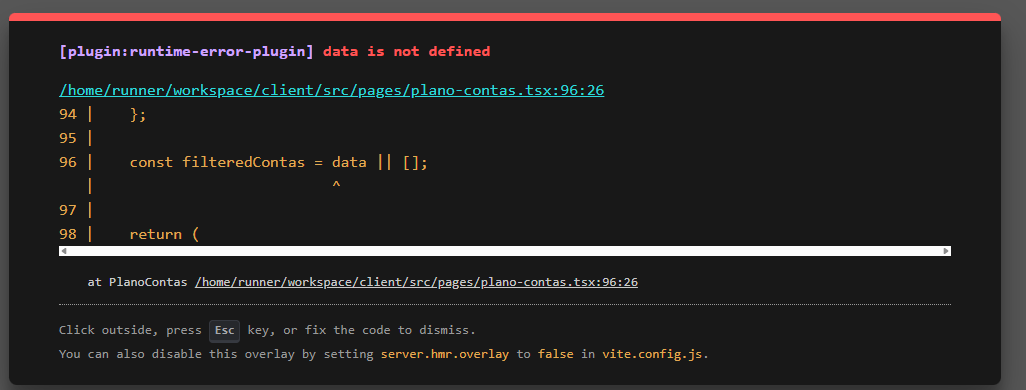 [plugin:runtime-error-plugin] data is not defined
/home/runner/workspace/client/src/pages/plano-contas.tsx:96:26
94 |    };
95 |
96 |    const filteredContas = data || [];
   |                           ^
97 |
98 |    return (
at PlanoContas /home/runner/workspace/client/src/pages/plano-contas.tsx:96:26
Click outside, press Esc key, or fix the code to dismiss.
You can also disable this overlay by setting server.hmr.overlay to false in vite.config.js.